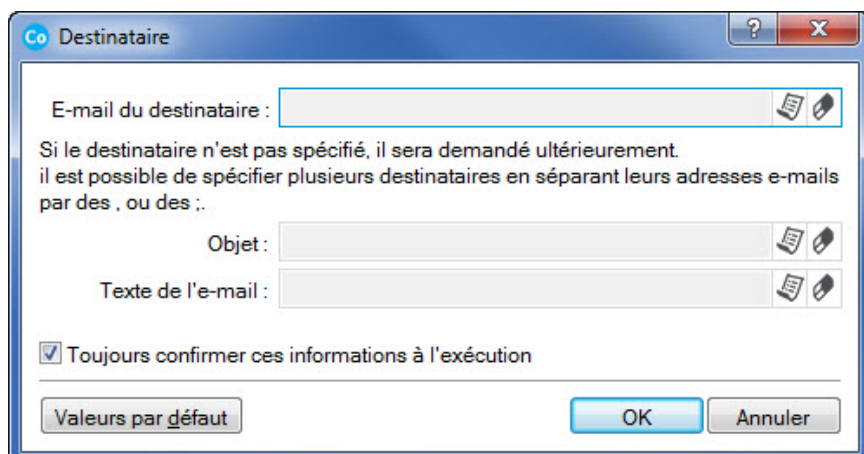 Co Destinataire
E-mail du destinataire :
Si le destinataire n'est pas spécifié, il sera demandé ultérieurement.
il est possible de spécifier plusieurs destinataires en séparant leurs adresses e-mails
par des , ou des ;.
Objet :
Texte de l'e-mail :
Toujours confirmer ces informations à l'exécution
Valeurs par défaut OK Annuler